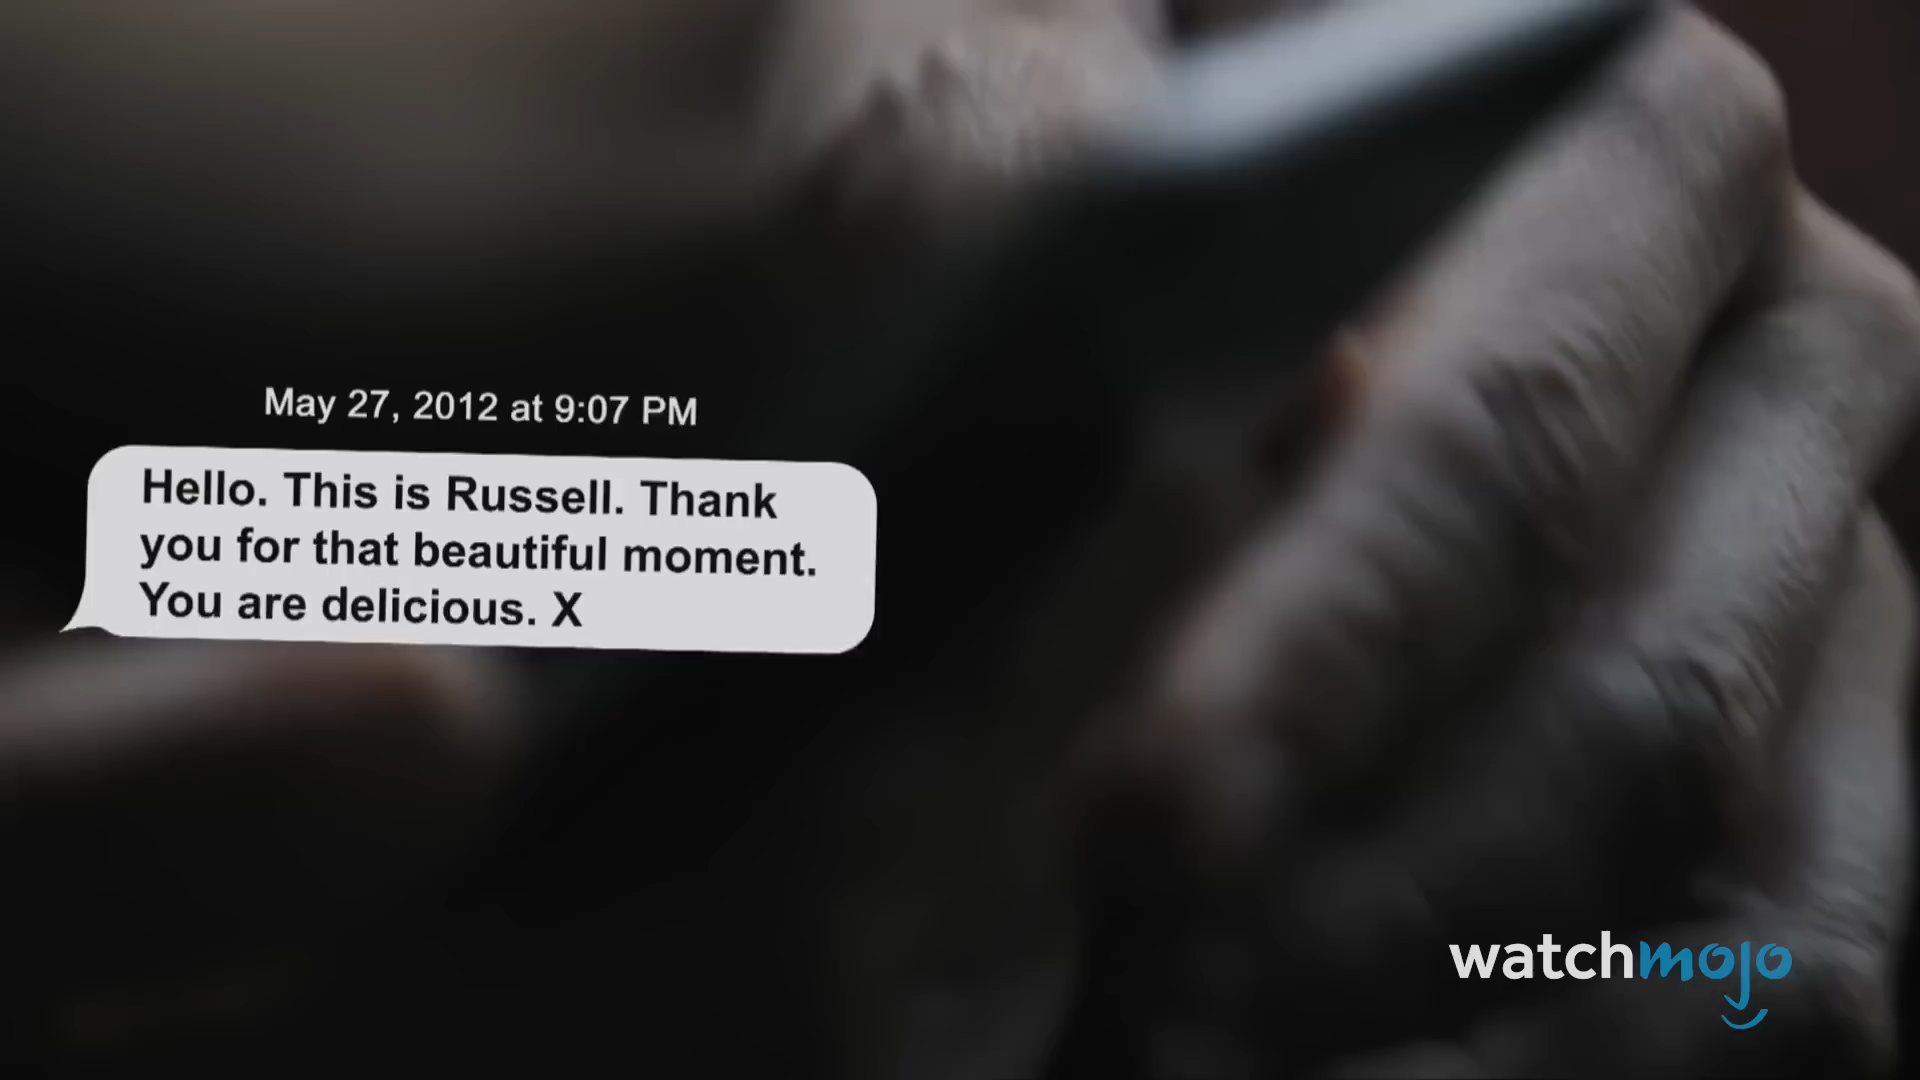 May 27, 2012 at 9:07 PM
Hello. This is Russell. Thank
you for that beautiful moment.
You are delicious. X
watchmojo